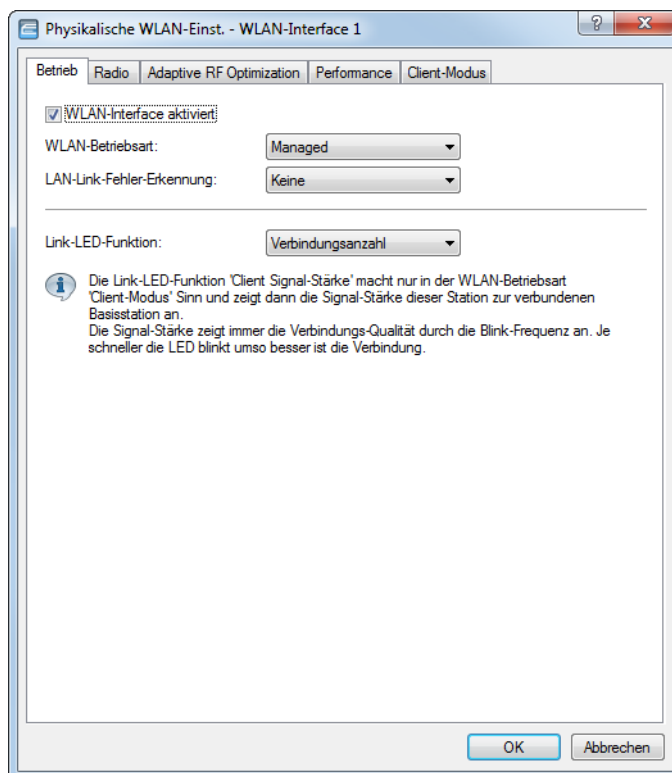 Physikalische WLAN-Einst. - WLAN-Interface 1
Betrieb Radio Adaptive RF Optimization Performance Client-Modus
WLAN-Interface aktiviert
WLAN-Betriebsart: Managed
LAN-Link-Fehler-Erkennung: Keine
Link-LED-Funktion: Verbindungsanzahl
Die Link-LED-Funktion 'Client Signal-Stärke' macht nur in der WLAN-Betriebsart
'Client-Modus' Sinn und zeigt dann die Signal-Stärke dieser Station zur verbundenen
Basisstation an.
Die Signal-Stärke zeigt immer die Verbindungs-Qualität durch die Blink-Frequenz an. Je
schneller die LED blinkt umso besser ist die Verbindung.
OK Abbrechen